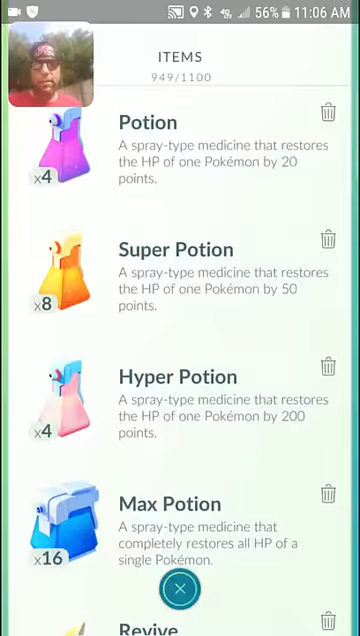 4G 56% 11:06 AM
ITEMS
949/1100
Potion
A spray-type medicine that restores
the HP of one Pokémon by 20
points.
x4
Super Potion
A spray-type medicine that restores
the HP of one Pokémon by 50
points.
x8
Hyper Potion
A spray-type medicine that restores
the HP of one Pokémon by 200
points.
x4
Max Potion
A spray-type medicine that
completely restores all HP of a
single Pokémon.
x16
Revive